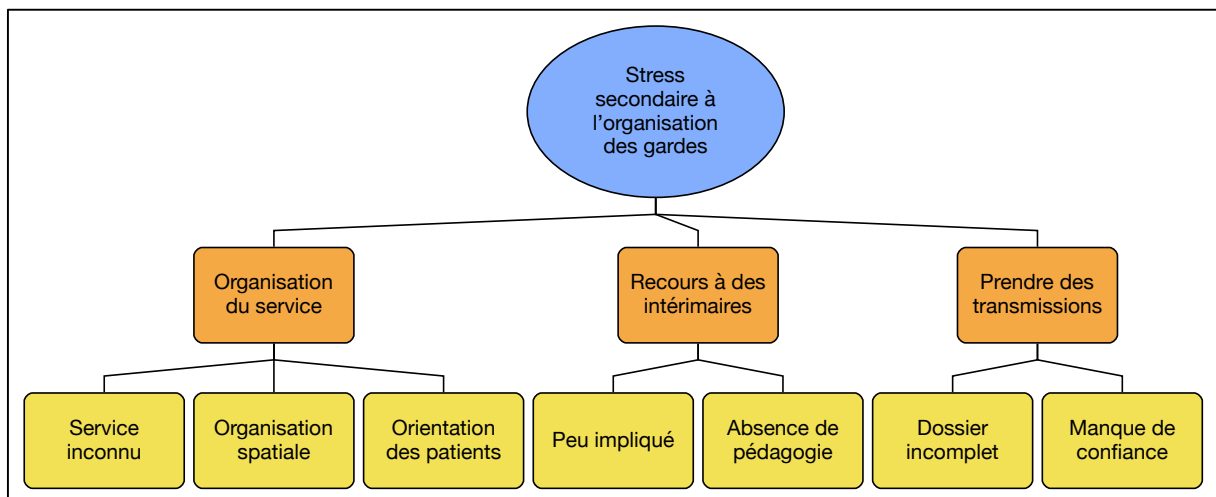 Stress
secondaire à
l’organisation
des gardes
Organisation
du service
Recours à des
intérimaires
Prendre des
transmissions
Service
inconnu
Organisation
spatiale
Orientation
des patients
Peu impliqué
Absence de
pédagogie
Dossier
incomplet
Manque de
confiance